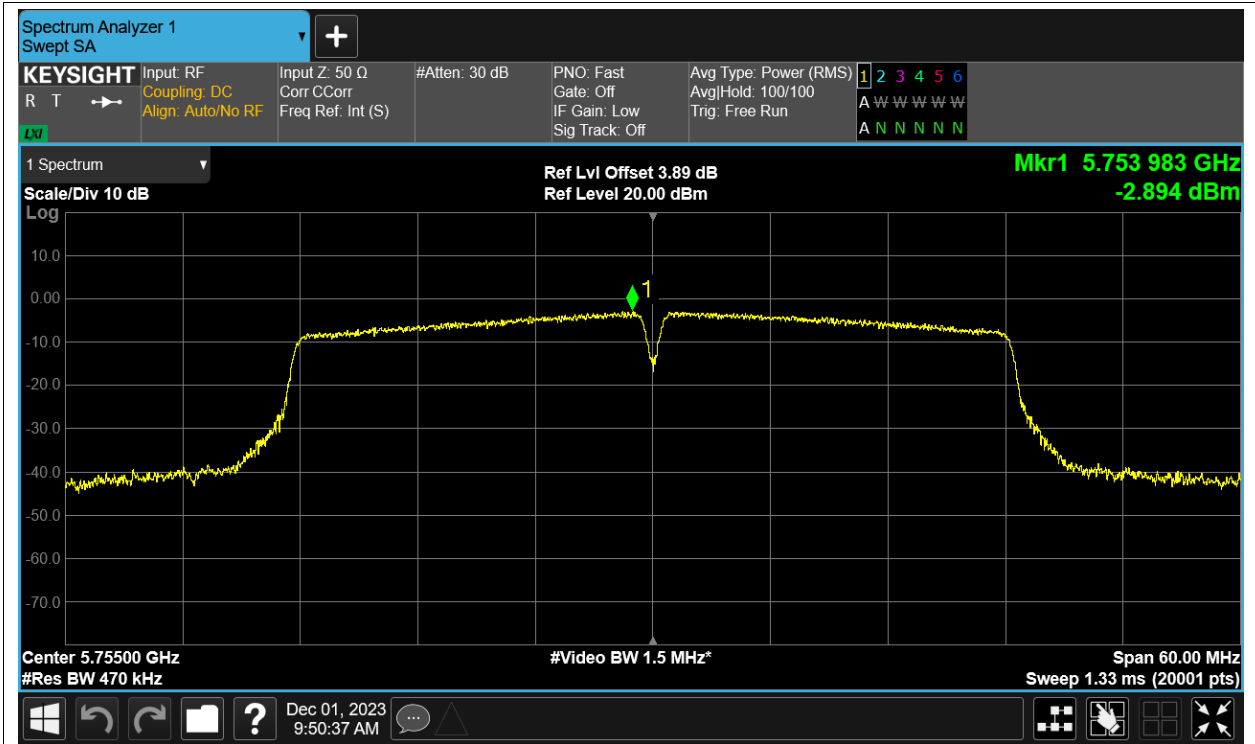 Spectrum Analyzer 1
Swept SA
KEYSIGHT
R T
LXI
Input: RF
Coupling: DC
Align: Auto/No RF
Input Z: 50 Ω
Corr CCorr
Freq Ref: Int (S)
#Atten: 30 dB
PNO: Fast
Gate: Off
IF Gain: Low
Sig Track: Off
Avg Type: Power (RMS)
Avg|Hold: 100/100
Trig: Free Run
1 2 3 4 5 6
A W W W W W
A N N N N N
1 Spectrum
Scale/Div 10 dB
Log
Ref Lvl Offset 3.89 dB
Ref Level 20.00 dBm
Mkr1 5.753 983 GHz
-2.894 dBm
1
10.0
0.00
-10.0
-20.0
-30.0
-40.0
-50.0
-60.0
-70.0
Center 5.75500 GHz
#Res BW 470 kHz
#Video BW 1.5 MHz*
Span 60.00 MHz
Sweep 1.33 ms (20001 pts)
?
Dec 01, 2023
9:50:37 AM